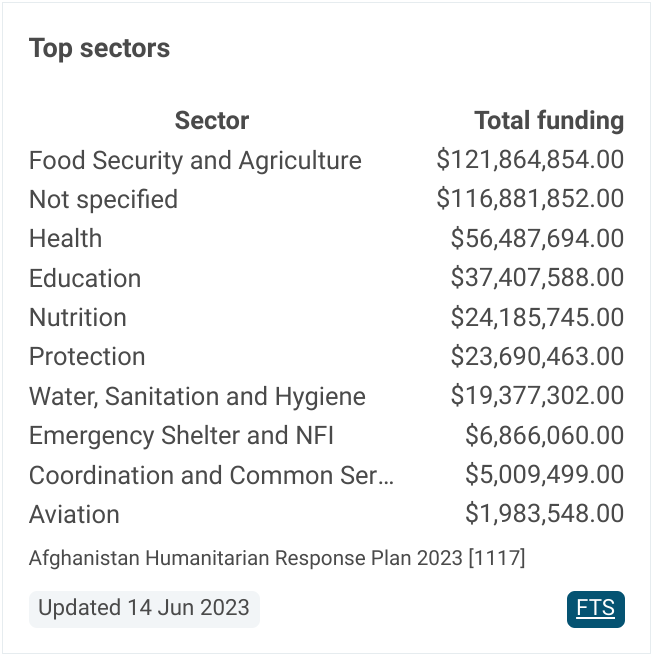 Top sectors
Sector Total funding
Food Security and Agriculture $121,864,854.00
Not specified $116,881,852.00
Health $56,487,694.00
Education $37,407,588.00
Nutrition $24,185,745.00
Protection $23,690,463.00
Water, Sanitation and Hygiene $19,377,302.00
Emergency Shelter and NFI $6,866,060.00
Coordination and Common Ser... $5,009,499.00
Aviation $1,983,548.00
Afghanistan Humanitarian Response Plan 2023 [1117]
Updated 14 Jun 2023 FTS